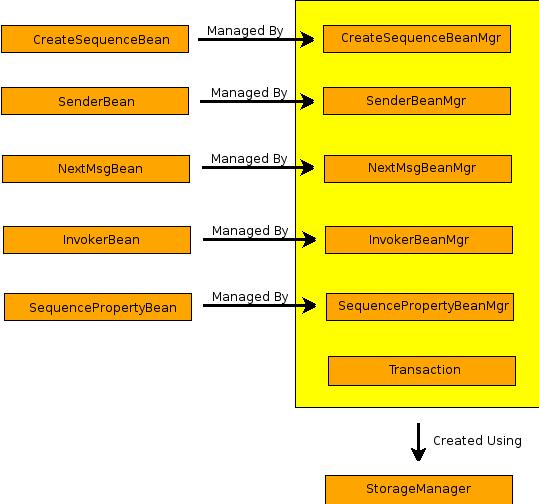 CreateSequenceBean Managed By CreateSequenceBeanMgr
SenderBean Managed By SenderBeanMgr
NextMsgBean Managed By NextMsgBeanMgr
InvokerBean Managed By InvokerBeanMgr
SequencePropertyBean Managed By SequencePropertyBeanMgr
Transaction
Created Using
StorageManager